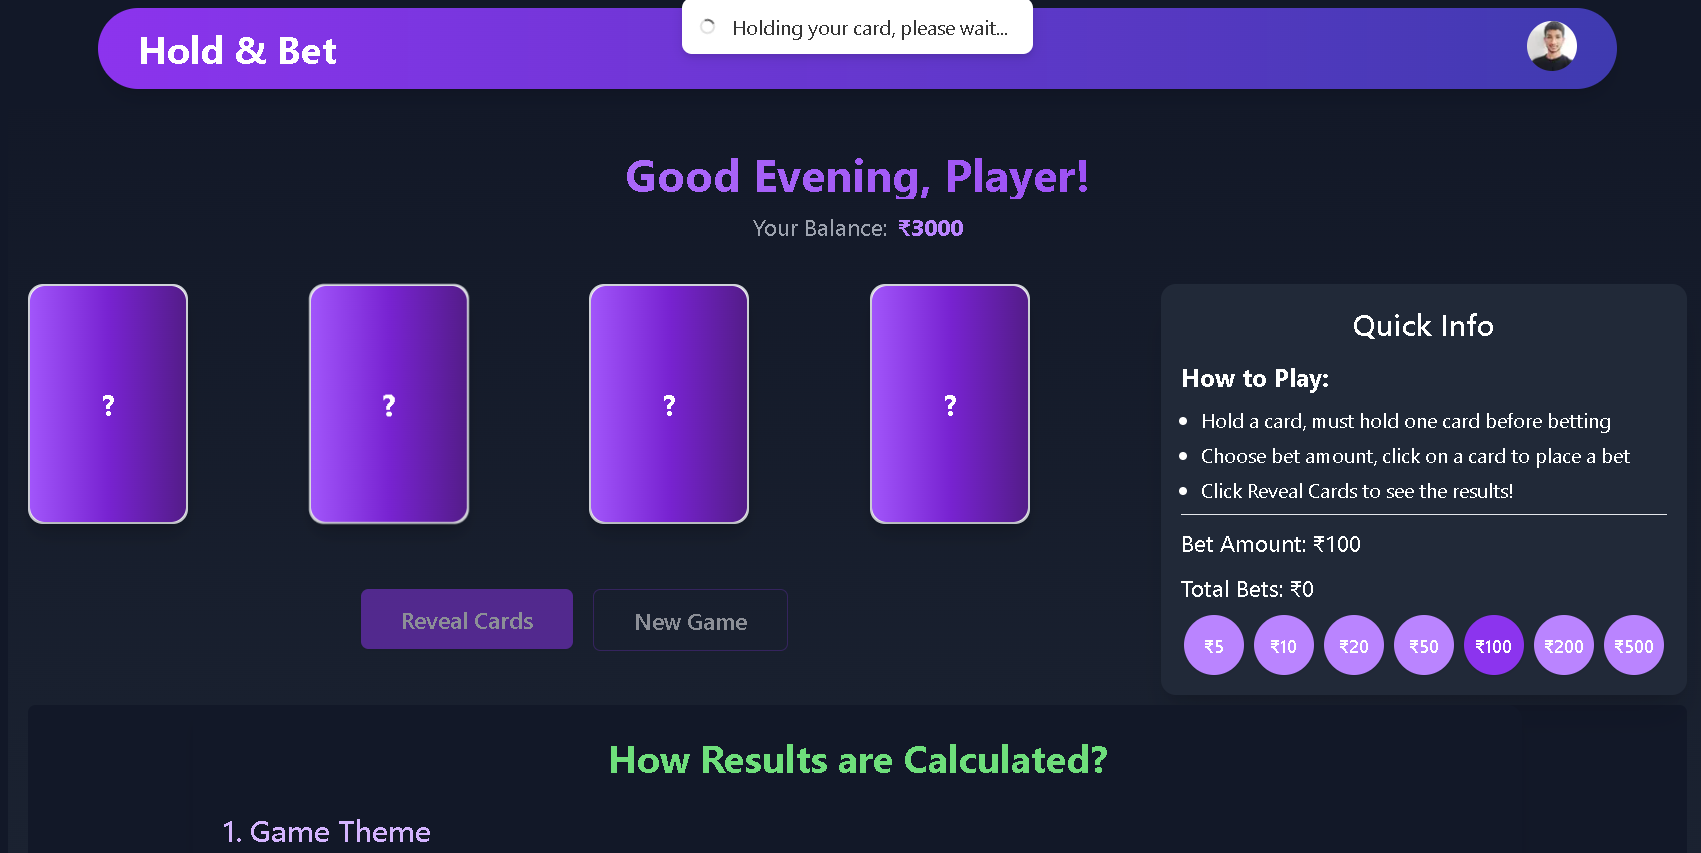 Holding your card, please wait...
Hold & Bet
Good Evening, Player!
Your Balance: ₹3000
?
?
?
?
Reveal Cards
New Game
Quick Info
How to Play:
Hold a card, must hold one card before betting
Choose bet amount, click on a card to place a bet
Click Reveal Cards to see the results!
Bet Amount: ₹100
Total Bets: ₹0
₹5
₹10
₹20
₹50
₹100
₹200
₹500
How Results are Calculated?
1. Game Theme